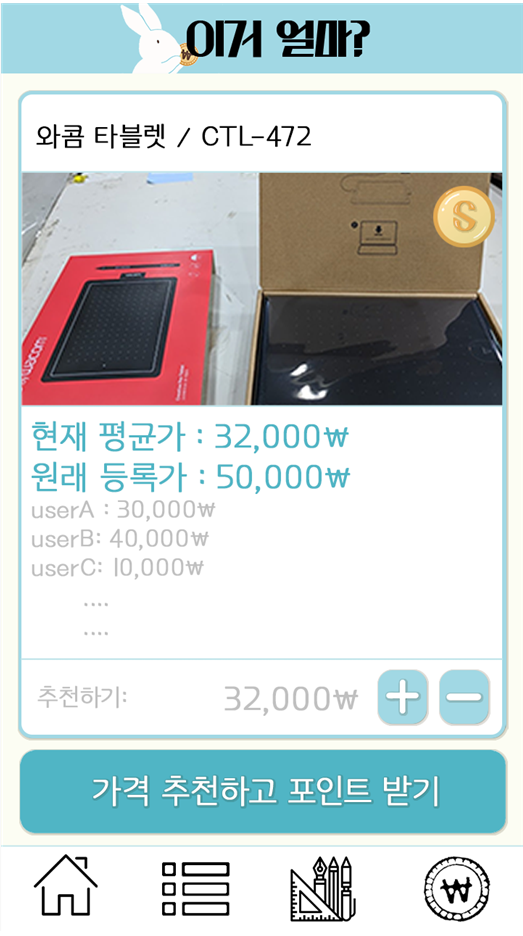 이거 얼마?
와콤 타블렛 / CTL-472
S
wacom
현재 평균가 : 32,000₩
원래 등록가 : 50,000₩
userA : 30,000₩
userB: 40,000₩
userC: 10,000₩
....
....
추천하기: 32,000₩ + −
가격 추천하고 포인트 받기
₩